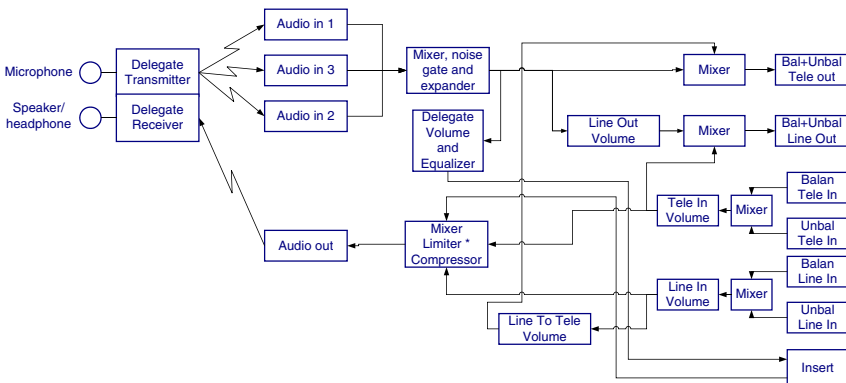 Microphone
Delegate
Transmitter
Speaker/
headphone
Delegate
Receiver
Audio in 1
Audio in 3
Audio in 2
Mixer, noise
gate and
expander
Delegate
Volume
and
Equalizer
Mixer
Limiter *
Compressor
Audio out
Mixer
Bal+Unbal
Tele out
Line Out
Volume
Mixer
Bal+Unbal
Line Out
Tele In
Volume
Mixer
Balan
Tele In
Unbal
Tele In
Line In
Volume
Mixer
Balan
Line In
Unbal
Line In
Line To Tele
Volume
Insert